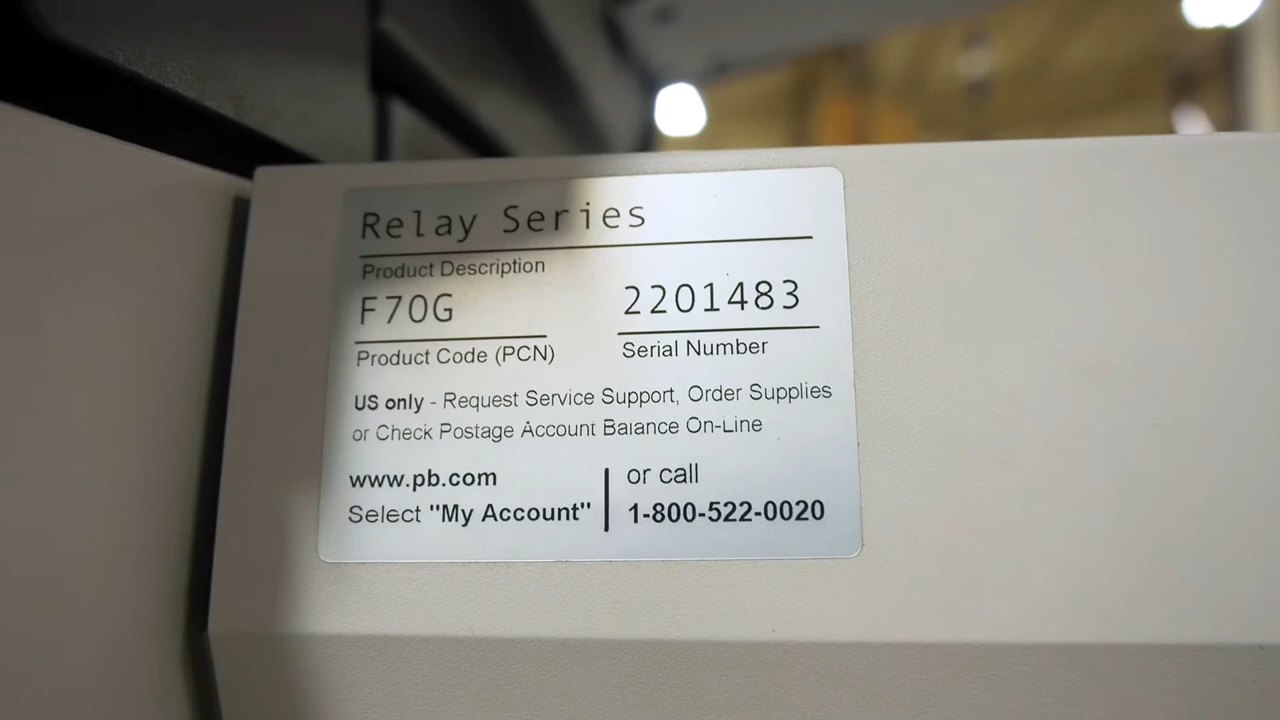 Relay Series
Product Description
F70G 2201483
Product Code (PCN) Serial Number
US only - Request Service Support, Order Supplies
or Check Postage Account Balance On-Line
www.pb.com or call
Select "My Account" 1-800-522-0020